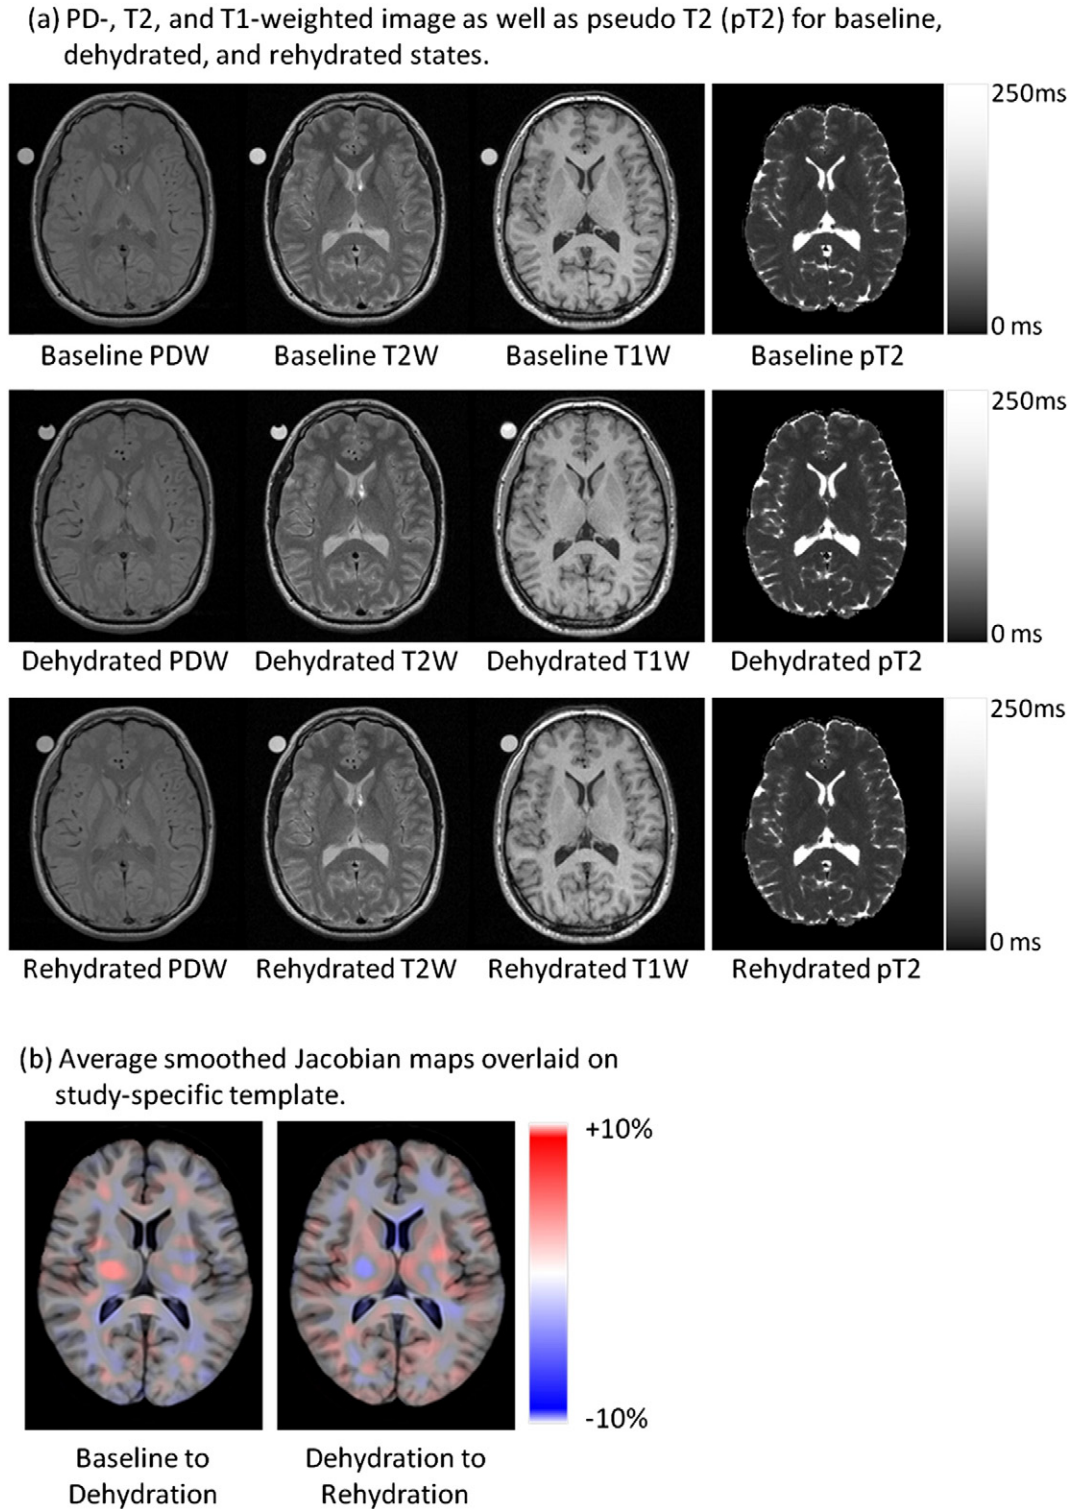 (a) PD-, T2, and T1-weighted image as well as pseudo T2 (pT2) for baseline,
dehydrated, and rehydrated states.
250ms
0 ms
Baseline PDW
Baseline T2W
Baseline T1W
Baseline pT2
250ms
0 ms
Dehydrated PDW
Dehydrated T2W
Dehydrated T1W
Dehydrated pT2
250ms
0 ms
Rehydrated PDW
Rehydrated T2W
Rehydrated T1W
Rehydrated pT2
(b) Average smoothed Jacobian maps overlaid on
study-specific template.
+10%
-10%
Baseline to
Dehydration
Dehydration to
Rehydration